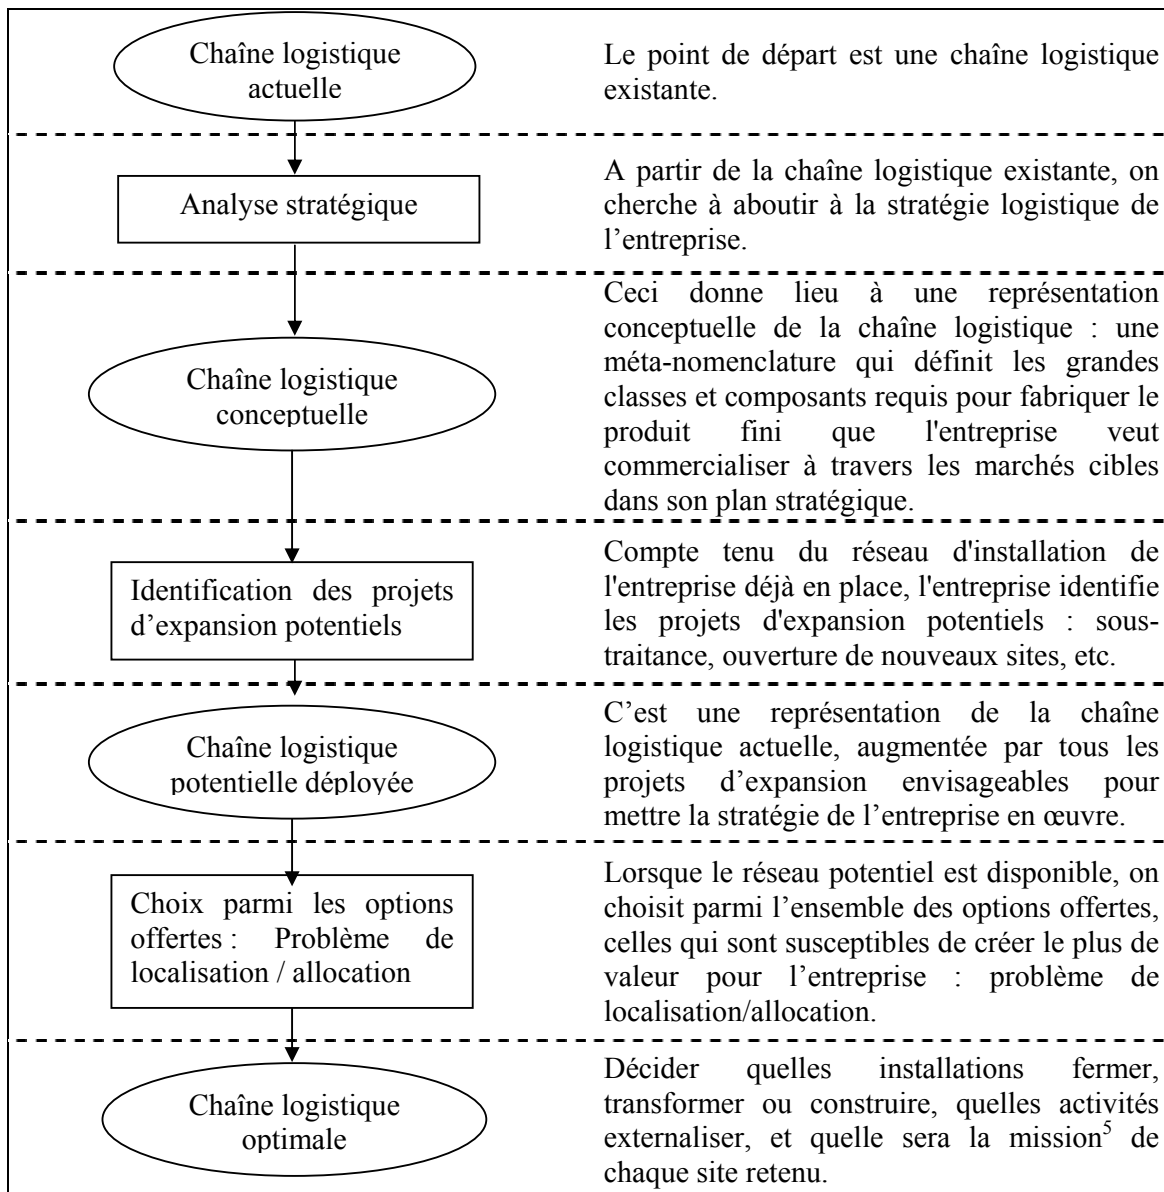 Chaîne logistique
actuelle
Le point de départ est une chaîne logistique
existante.
Analyse stratégique
A partir de la chaîne logistique existante, on
cherche à aboutir à la stratégie logistique de
l’entreprise.
Chaîne logistique
conceptuelle
Ceci donne lieu à une représentation
conceptuelle de la chaîne logistique : une
méta-nomenclature qui définit les grandes
classes et composants requis pour fabriquer le
produit fini que l'entreprise veut
commercialiser à travers les marchés cibles
dans son plan stratégique.
Identification des projets
d’expansion potentiels
Compte tenu du réseau d'installation de
l'entreprise déjà en place, l'entreprise identifie
les projets d'expansion potentiels : sous-
traitance, ouverture de nouveaux sites, etc.
Chaîne logistique
potentielle déployée
C’est une représentation de la chaîne
logistique actuelle, augmentée par tous les
projets d’expansion envisageables pour
mettre la stratégie de l’entreprise en œuvre.
Choix parmi les options
offertes : Problème de
localisation / allocation
Lorsque le réseau potentiel est disponible, on
choisit parmi l’ensemble des options offertes,
celles qui sont susceptibles de créer le plus de
valeur pour l’entreprise : problème de
localisation/allocation.
Chaîne logistique
optimale
Décider quelles installations fermer,
transformer ou construire, quelles activités
externaliser, et quelle sera la mission⁵ de
chaque site retenu.